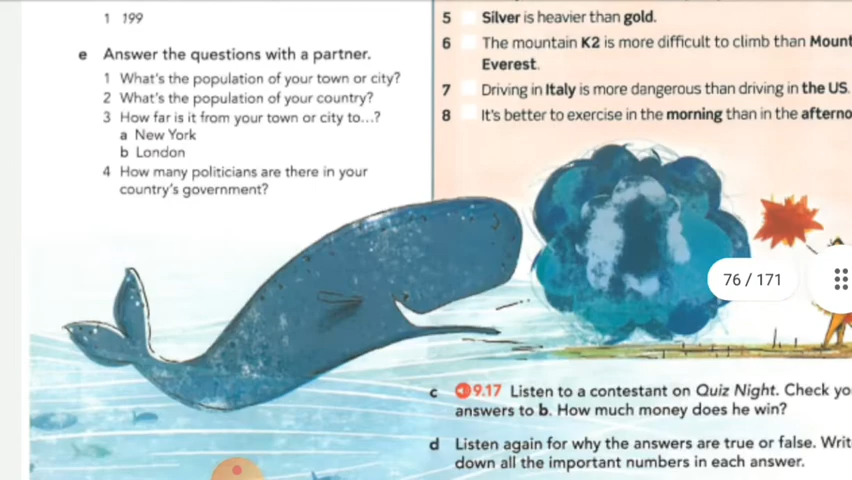 1 199
e Answer the questions with a partner.
1 What's the population of your town or city?
2 What's the population of your country?
3 How far is it from your town or city to...?
a New York
b London
4 How many politicians are there in your
country's government?
5 Silver is heavier than gold.
6 The mountain K2 is more difficult to climb than Mount
Everest.
7 Driving in Italy is more dangerous than driving in the US.
8 It's better to exercise in the morning than in the afterno
76 / 171
c 9.17 Listen to a contestant on Quiz Night. Check yo
answers to b. How much money does he win?
d Listen again for why the answers are true or false. Writ
down all the important numbers in each answer.